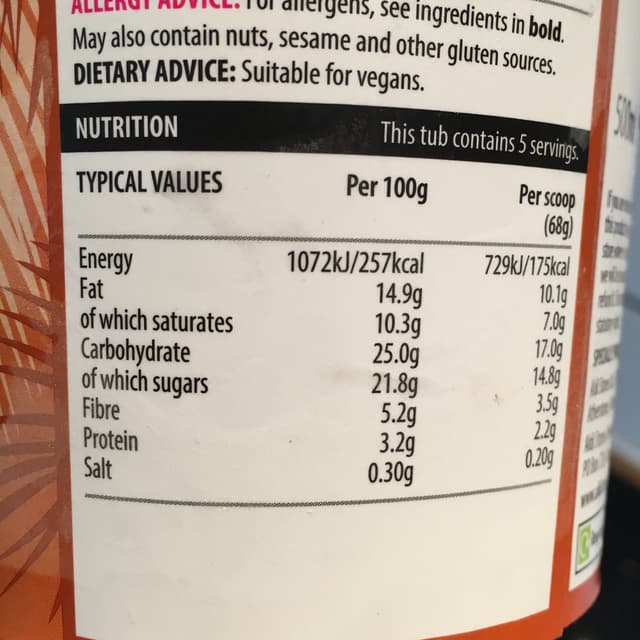 ALLERGY ADVICE: For allergens, see ingredients in bold.
May also contain nuts, sesame and other gluten sources.
DIETARY ADVICE: Suitable for vegans.
NUTRITION This tub contains 5 servings.
TYPICAL VALUES Per 100g Per scoop
(68g)
Energy 1072kJ/257kcal 729kJ/175kcal
Fat 14.9g 10.1g
of which saturates 10.3g 7.0g
Carbohydrate 25.0g 17.0g
of which sugars 21.8g 14.8g
Fibre 5.2g 3.5g
Protein 3.2g 2.2g
Salt 0.30g 0.20g